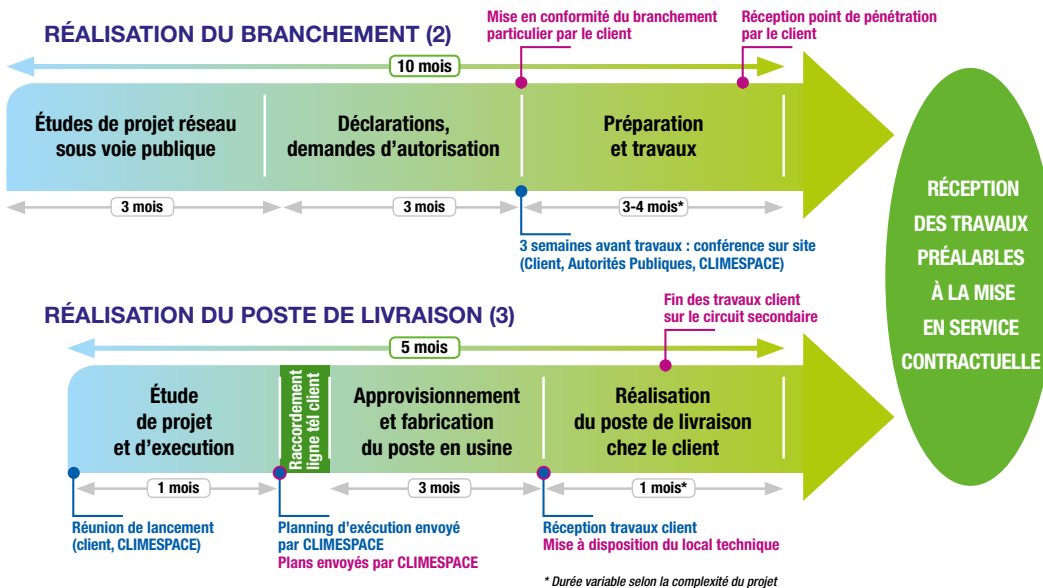 RÉALISATION DU BRANCHEMENT (2)
Mise en conformité du branchement
particulier par le client
Réception point de pénétration
par le client
10 mois
Études de projet réseau
sous voie publique
Déclarations,
demandes d'autorisation
Préparation
et travaux
3 mois
3 mois
3-4 mois*
3 semaines avant travaux : conférence sur site
(Client, Autorités Publiques, CLIMESPACE)
RÉCEPTION
DES TRAVAUX
PRÉALABLES
À LA MISE
EN SERVICE
CONTRACTUELLE
RÉALISATION DU POSTE DE LIVRAISON (3)
Fin des travaux client
sur le circuit secondaire
5 mois
Étude
de projet
et d'execution
Raccordement
ligne tél client
Approvisionnement
et fabrication
du poste en usine
Réalisation
du poste de livraison
chez le client
1 mois
3 mois
1 mois*
Réunion de lancement
(client, CLIMESPACE)
Planning d'exécution envoyé
par CLIMESPACE
Plans envoyés par CLIMESPACE
Réception travaux client
Mise à disposition du local technique
* Durée variable selon la complexité du projet